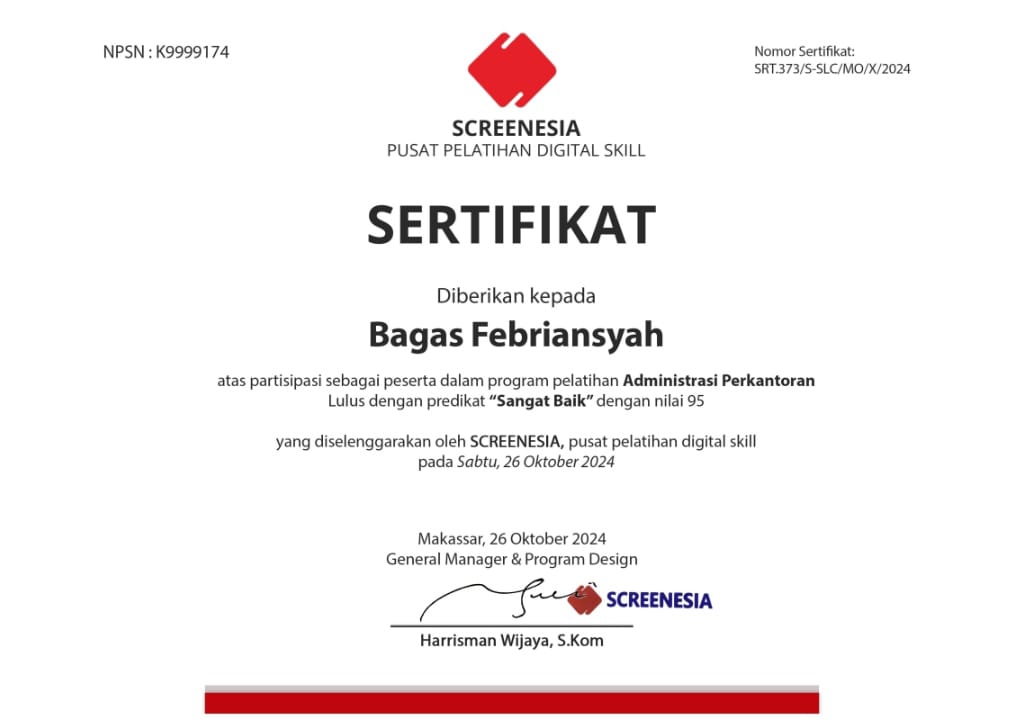 NPSN : K9999174
Nomor Sertifikat:
SRT.373/S-SLC/MO/X/2024
SCREENESIA
PUSAT PELATIHAN DIGITAL SKILL
SERTIFIKAT
Diberikan kepada
Bagas Febriansyah
atas partisipasi sebagai peserta dalam program pelatihan Administrasi Perkantoran
Lulus dengan predikat “Sangat Baik” dengan nilai 95
yang diselenggarakan oleh SCREENESIA, pusat pelatihan digital skill
pada Sabtu, 26 Oktober 2024
Makassar, 26 Oktober 2024
General Manager & Program Design
SCREENESIA
Harrisman Wijaya, S.Kom